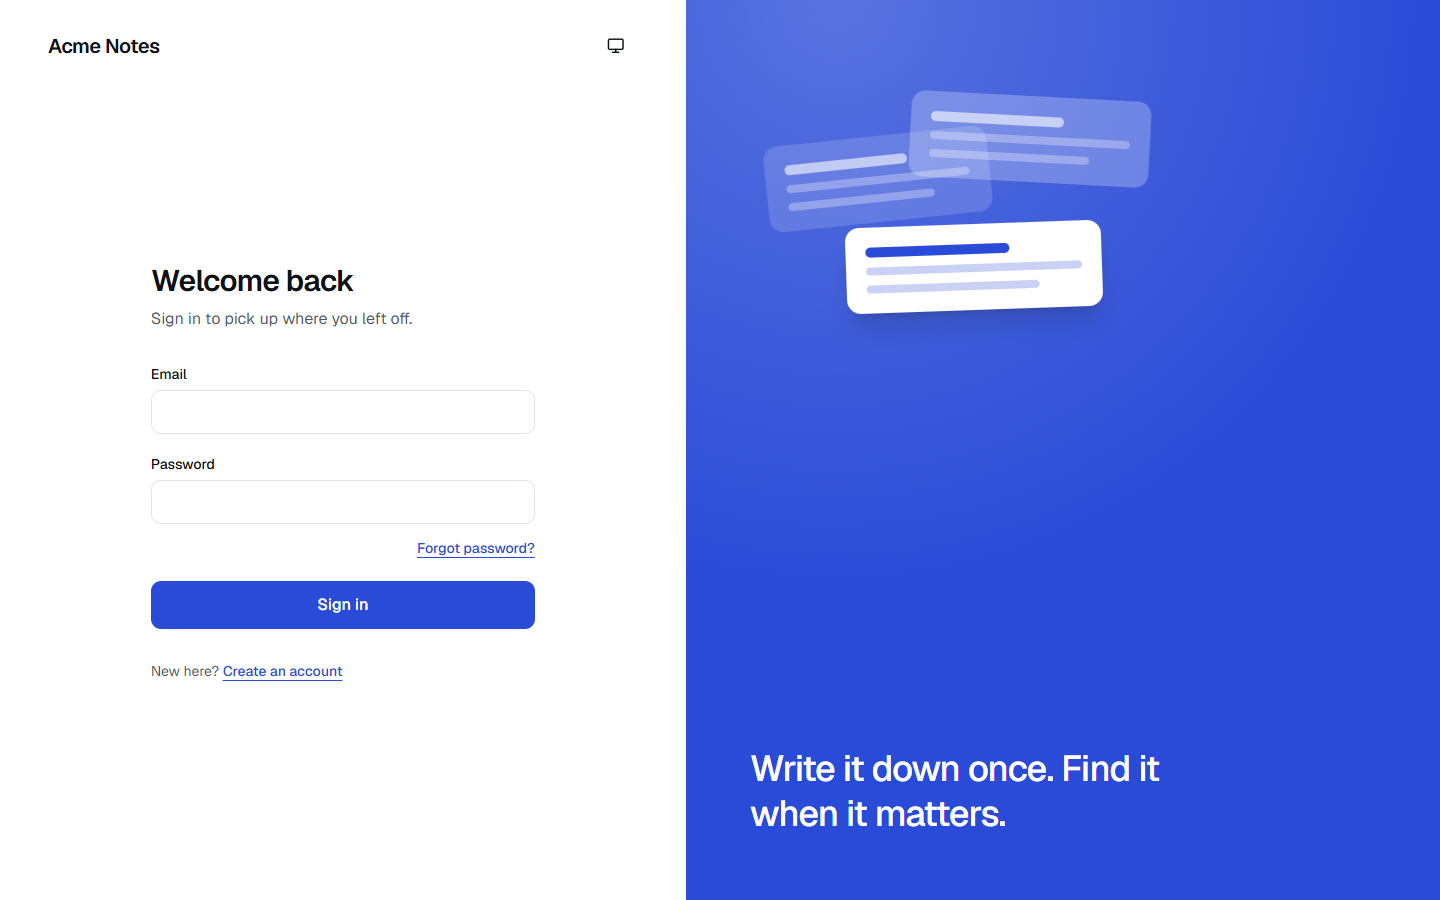 Acme Notes
Welcome back
Sign in to pick up where you left off.
Email
Password
Forgot password?
Sign in
New here? Create an account
Write it down once. Find it
when it matters.